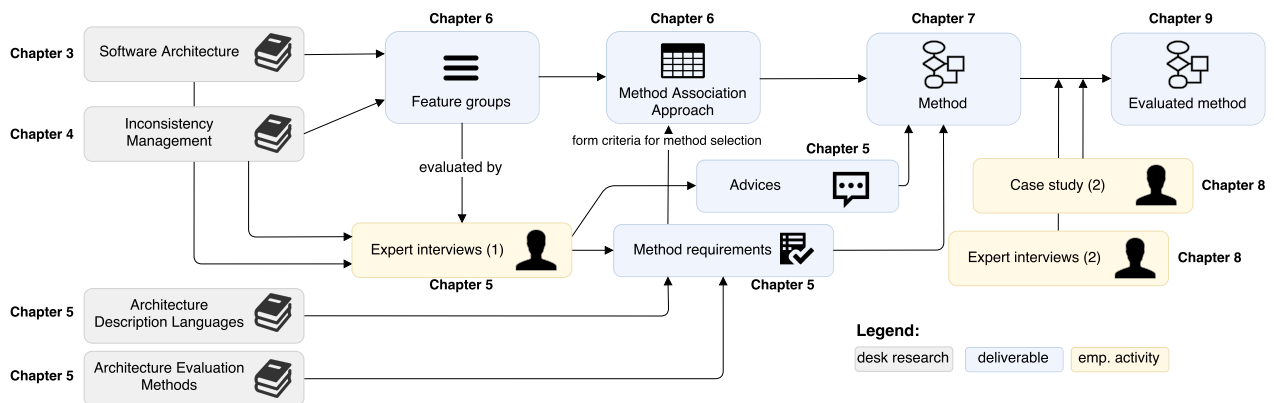 Chapter 6
Chapter 6
Chapter 7
Chapter 9
Chapter 3
Software Architecture
Feature groups
Method Association
Approach
Method
Evaluated method
Chapter 4
Inconsistency
Management
form criteria for method selection
evaluated by
Chapter 5
Advices
Case study (2)
Chapter 8
Expert interviews (1)
Chapter 5
Method requirements
Chapter 5
Expert interviews (2)
Chapter 8
Chapter 5
Architecture
Description Languages
Chapter 5
Architecture Evaluation
Methods
Legend:
desk research
deliverable
emp. activity